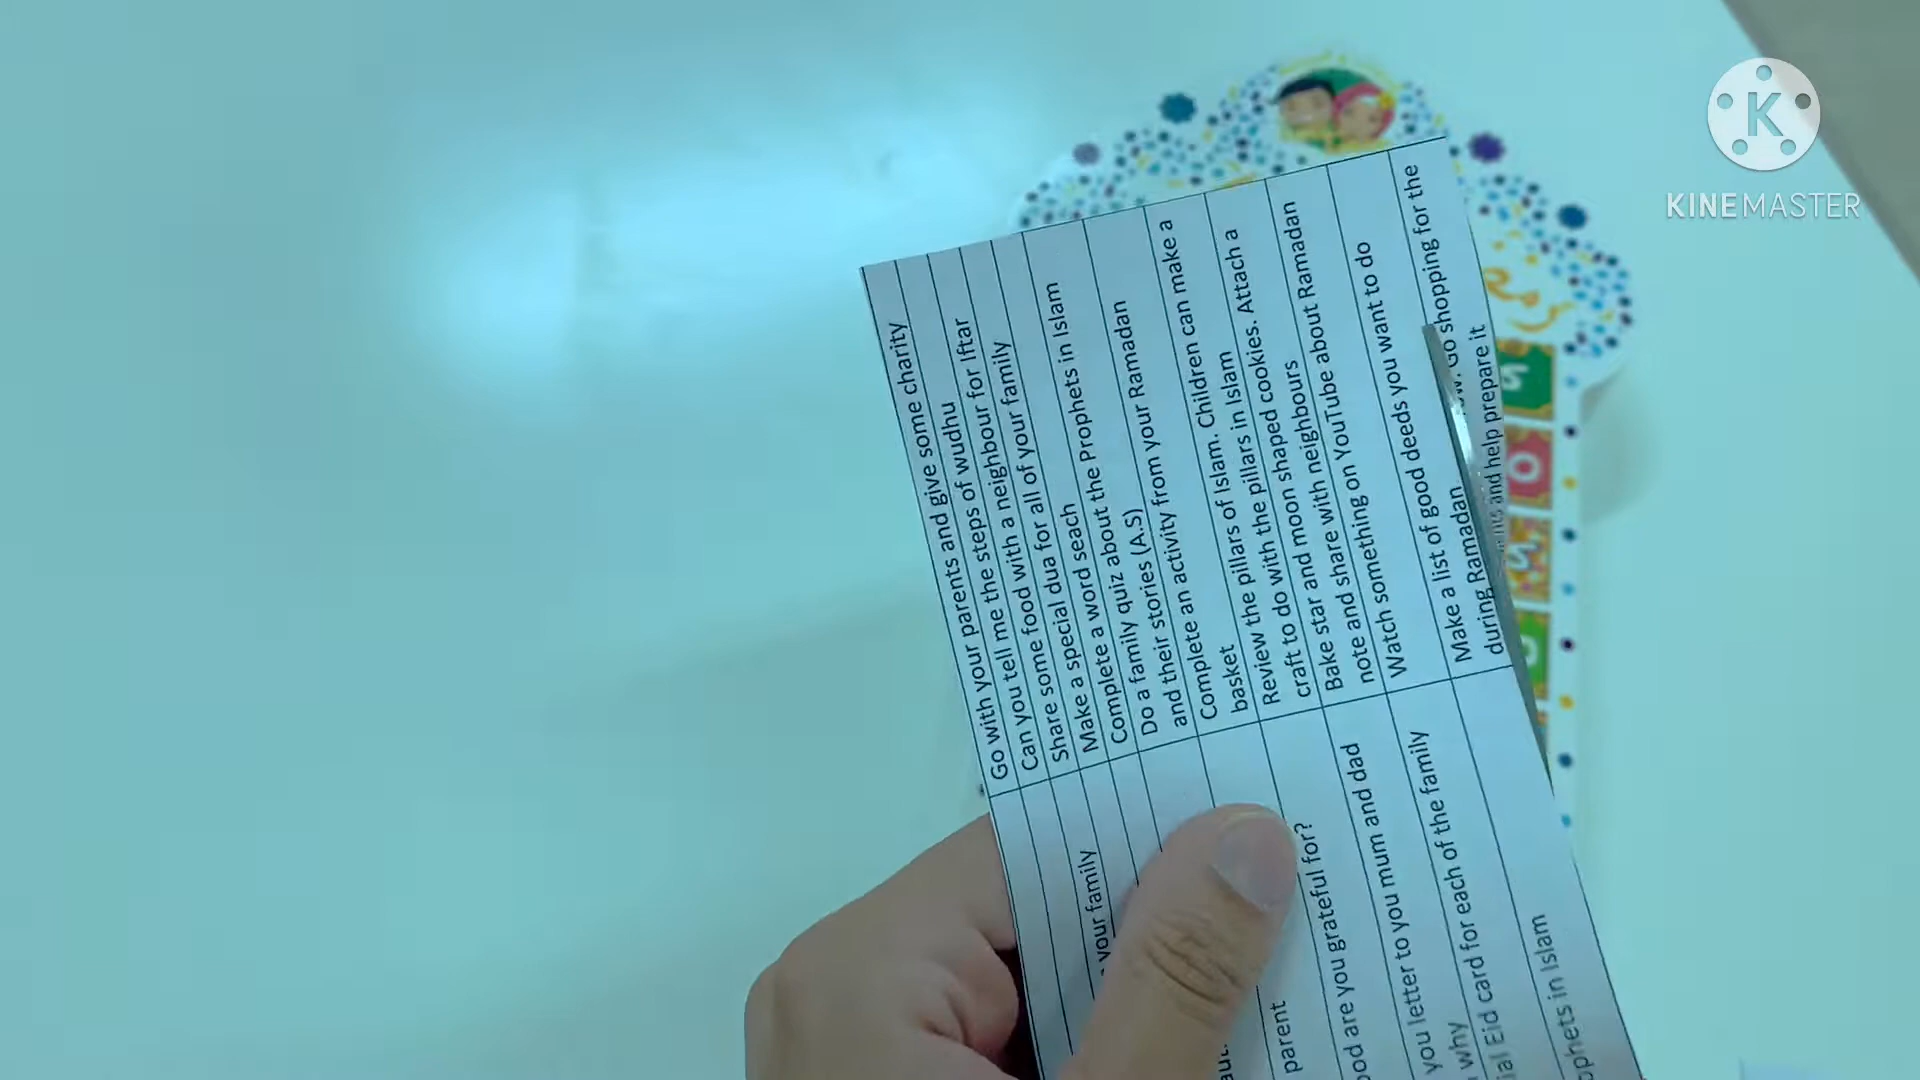 KINEMASTER
Go with your parents and give some charity
Can you tell me the steps of wudhu
Share some food with a neighbour for Iftar
Make a special dua for all of your family
Complete a word seach
Do a family quiz about the Prophets in Islam
and their stories (A.S)
Complete an activity from your Ramadan
basket
Review the pillars of Islam. Children can make a
craft to do with the pillars in Islam
Bake star and moon shaped cookies. Attach a
note and share with neighbours
Watch something on YouTube about Ramadan
Make a list of good deeds you want to do
during Ramadan
Go shopping for the
and help prepare it
your family
parent
are you grateful for?
you letter to you mum and dad
why
Eid card for each of the family
in Islam